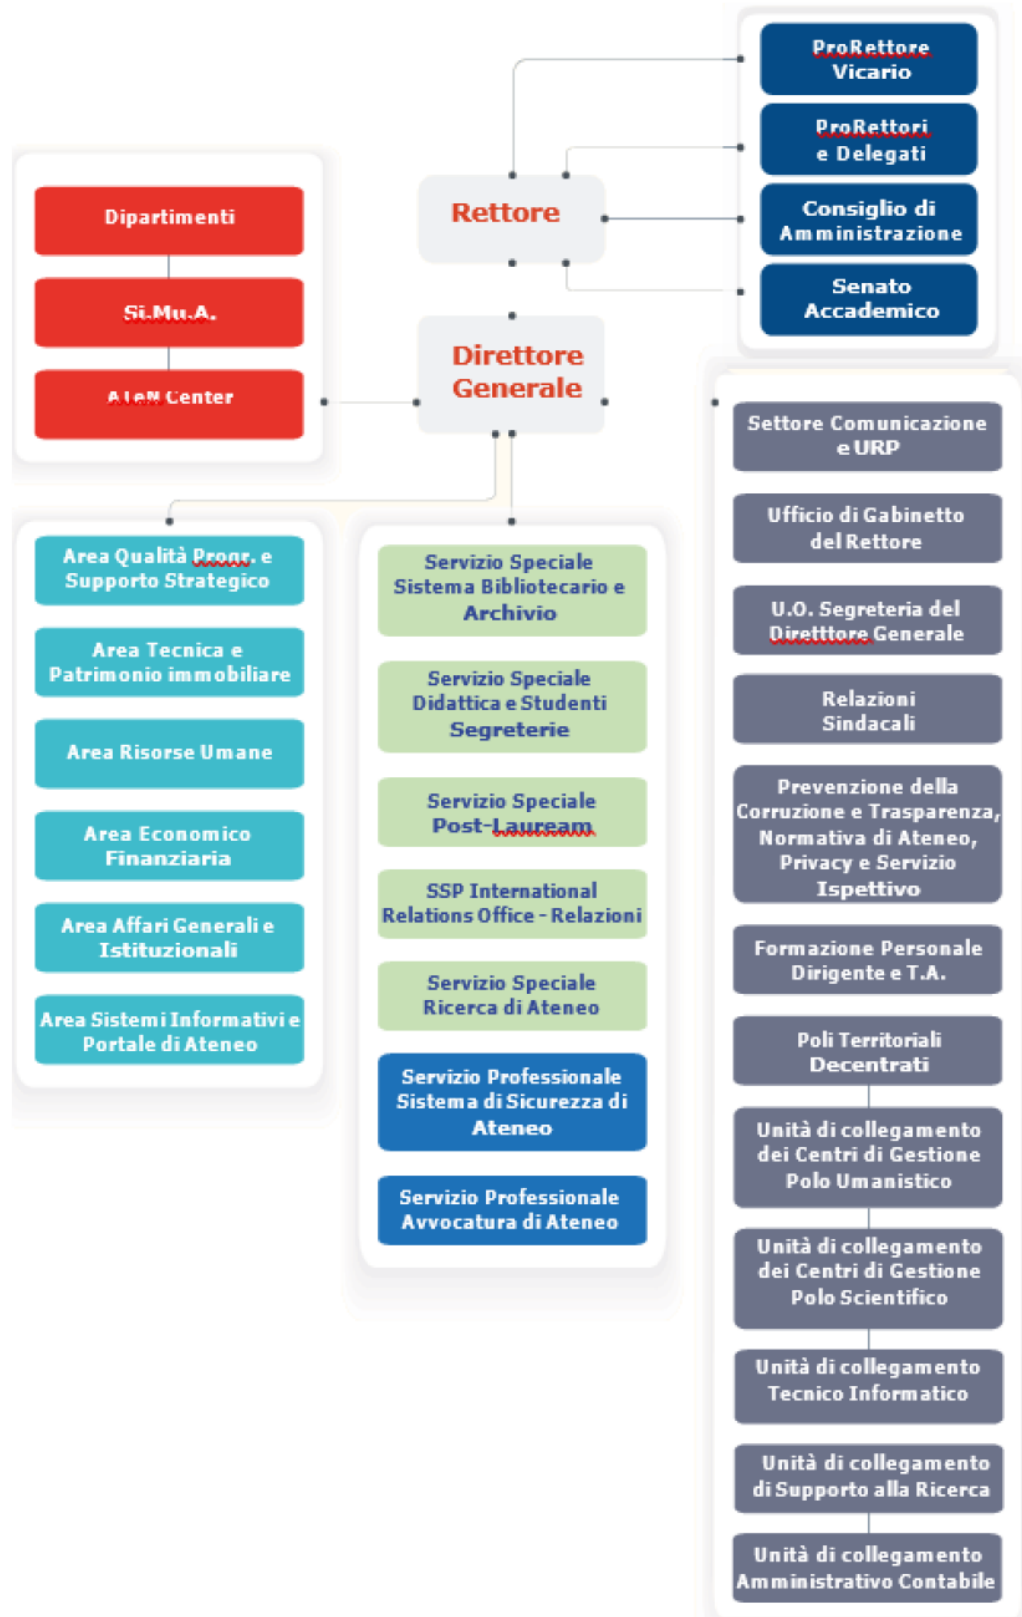 ProRettore
Vicario
ProRettori
e Delegati
Consiglio di
Amministrazione
Senato
Accademico
Rettore
Direttore
Generale
Dipartimenti
Si.Mu.A.
ATeN Center
Area Qualità Progr. e
Supporto Strategico
Area Tecnica e
Patrimonio immobiliare
Area Risorse Umane
Area Economico
Finanziaria
Area Affari Generali e
Istituzionali
Area Sistemi Informativi e
Portale di Ateneo
Servizio Speciale
Sistema Bibliotecario e
Archivio
Servizio Speciale
Didattica e Studenti
Segreterie
Servizio Speciale
Post-Lauream
SSP International
Relations Office - Relazioni
Servizio Speciale
Ricerca di Ateneo
Servizio Professionale
Sistema di Sicurezza di
Ateneo
Servizio Professionale
Avvocatura di Ateneo
Settore Comunicazione
e URP
Ufficio di Gabinetto
del Rettore
U.O. Segreteria del
Diretttore Generale
Relazioni
Sindacali
Prevenzione della
Corruzione e Trasparenza,
Normativa di Ateneo,
Privacy e Servizio
Ispettivo
Formazione Personale
Dirigente e T.A.
Poli Territoriali
Decentrati
Unità di collegamento
dei Centri di Gestione
Polo Umanistico
Unità di collegamento
dei Centri di Gestione
Polo Scientifico
Unità di collegamento
Tecnico Informatico
Unità di collegamento
di Supporto alla Ricerca
Unità di collegamento
Amministrativo Contabile